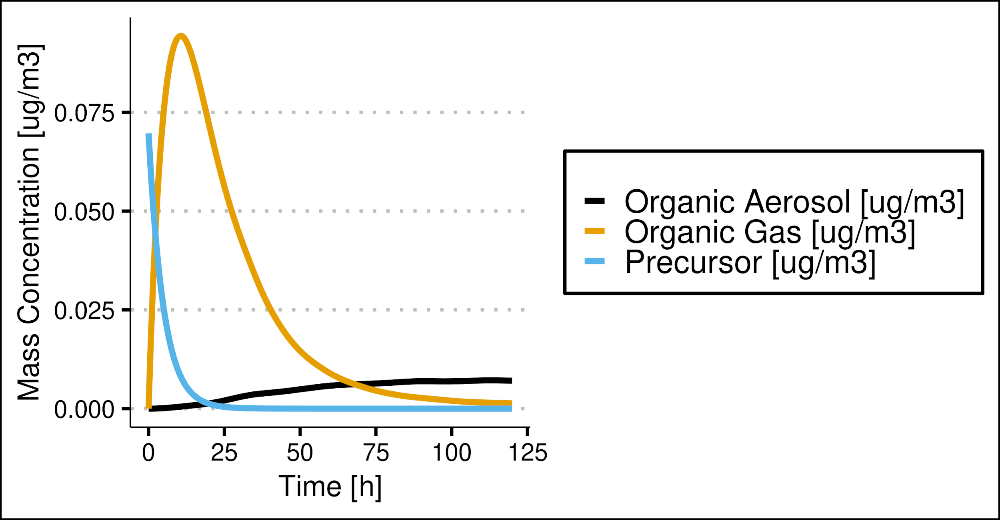 Mass Concentration [ug/m3]
0.075
0.050
0.025
0.000
0 25 50 75 100 125
Time [h]
Organic Aerosol [ug/m3]
Organic Gas [ug/m3]
Precursor [ug/m3]